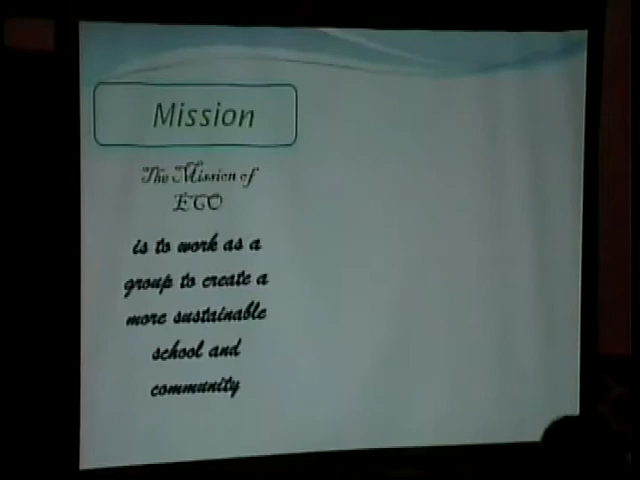 Mission
The Mission of
ECO
is to work as a
group to create a
more sustainable
school and
community